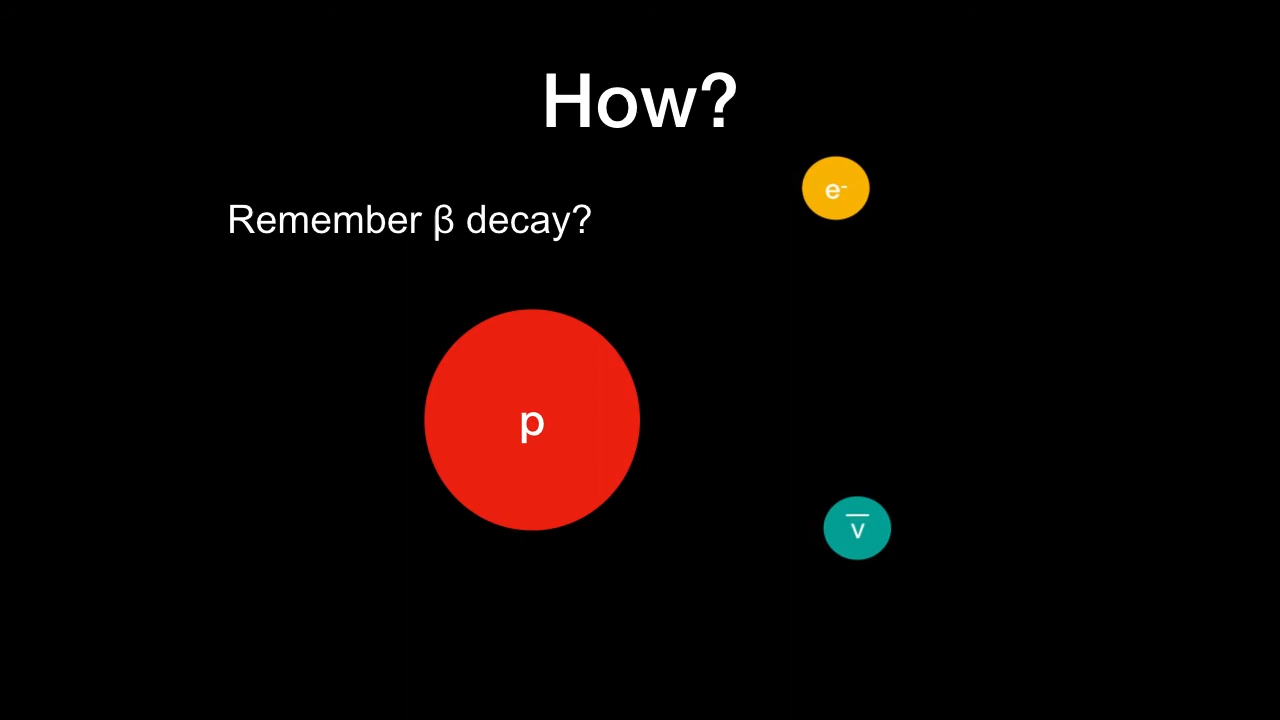 How?
e-
Remember β decay?
p
v̅